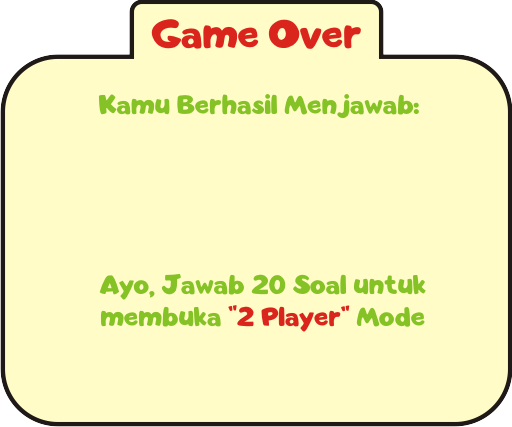 Game Over
Kamu Berhasil Menjawab:
Ayo, Jawab 20 Soal untuk
membuka "2 Player" Mode